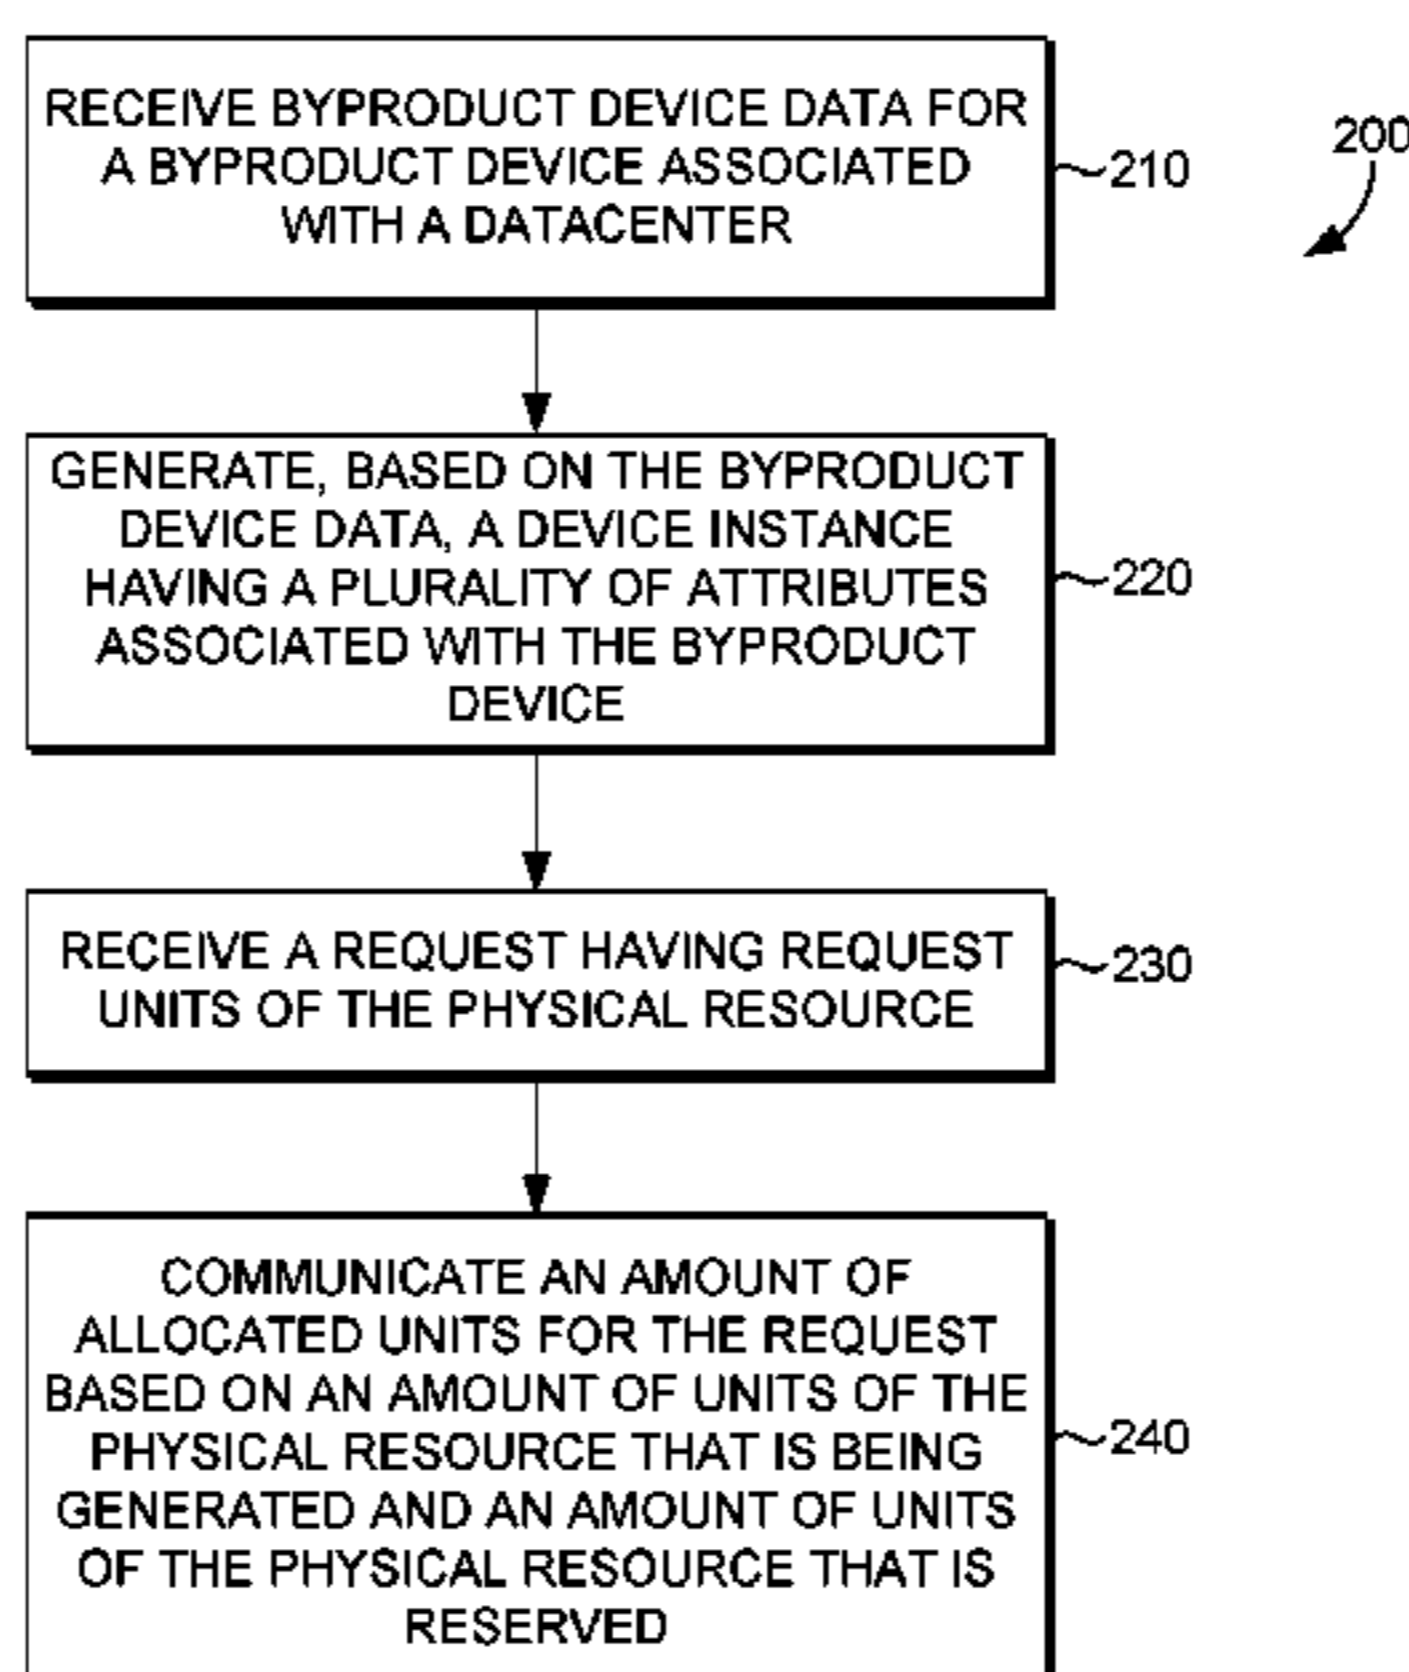 RECEIVE BYPRODUCT DEVICE DATA FOR
A BYPRODUCT DEVICE ASSOCIATED
WITH A DATACENTER
210
200
GENERATE, BASED ON THE BYPRODUCT
DEVICE DATA, A DEVICE INSTANCE
HAVING A PLURALITY OF ATTRIBUTES
ASSOCIATED WITH THE BYPRODUCT
DEVICE
220
RECEIVE A REQUEST HAVING REQUEST
UNITS OF THE PHYSICAL RESOURCE
230
COMMUNICATE AN AMOUNT OF
ALLOCATED UNITS FOR THE REQUEST
BASED ON AN AMOUNT OF UNITS OF THE
PHYSICAL RESOURCE THAT IS BEING
GENERATED AND AN AMOUNT OF UNITS
OF THE PHYSICAL RESOURCE THAT IS
RESERVED
240